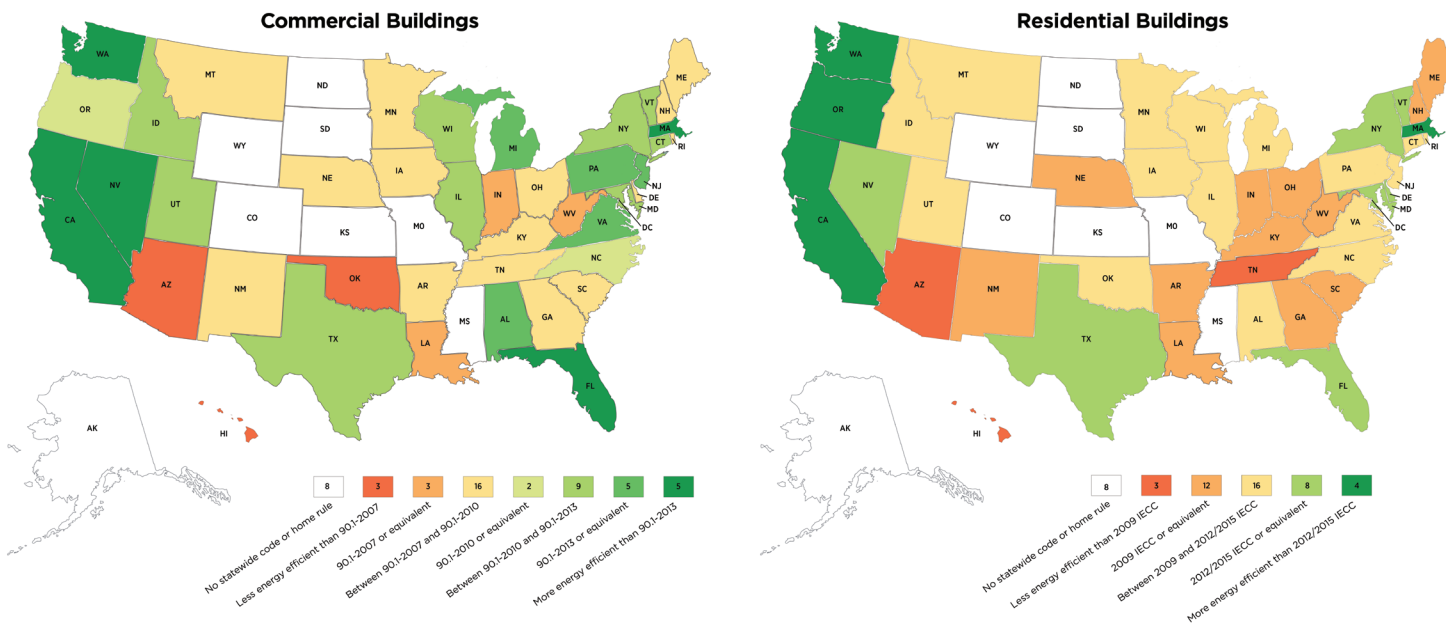 Commercial Buildings
WA
MT
ND
MN
ME
VT
NH
OR
ID
SD
WI
NY
MA
CT
RI
WY
MI
PA
NJ
NE
IA
NV
UT
CO
IL
IN
OH
DE
MD
WV
VA
DC
CA
KS
MO
KY
NC
AZ
NM
OK
AR
TN
SC
TX
LA
MS
AL
GA
FL
AK
HI
8
3
3
16
2
9
5
5
No statewide code or home rule
Less energy efficient than 90.1-2007
90.1-2007 or equivalent
Between 90.1-2007 and 90.1-2010
90.1-2010 or equivalent
Between 90.1-2010 and 90.1-2013
90.1-2013 or equivalent
More energy efficient than 90.1-2013
Residential Buildings
WA
MT
ND
MN
ME
VT
NH
OR
ID
SD
WI
NY
MA
CT
RI
WY
MI
PA
NJ
NE
IA
NV
UT
CO
IL
IN
OH
DE
MD
WV
VA
DC
CA
KS
MO
KY
NC
AZ
NM
OK
AR
TN
SC
TX
LA
MS
AL
GA
FL
AK
HI
8
3
12
16
8
4
No statewide code or home rule
Less energy efficient than 2009 IECC
2009 IECC or equivalent
Between 2009 and 2012/2015 IECC
2012/2015 IECC or equivalent
More energy efficient than 2012/2015 IECC